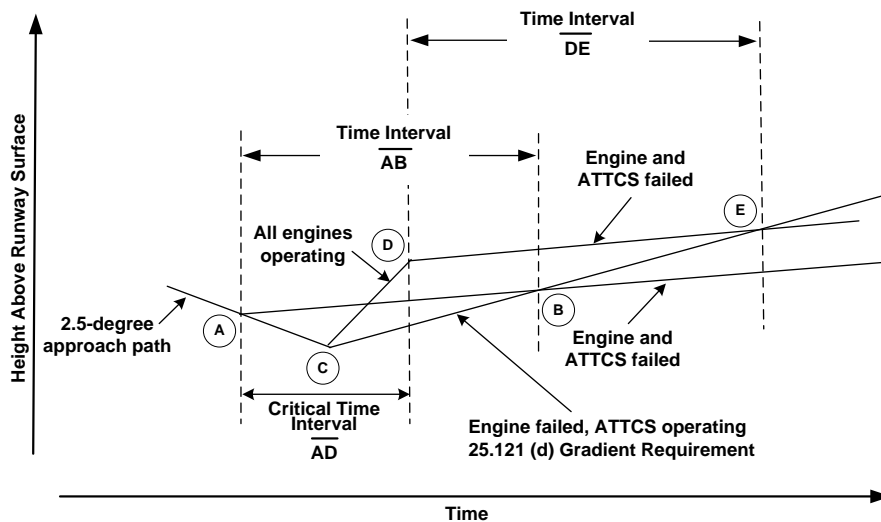 Time Interval
DE
Time Interval
AB
Engine and
ATTCS failed
E
All engines
operating
D
2.5-degree
approach path
A
B
C
Engine and
ATTCS failed
Critical Time
Interval
AD
Engine failed, ATTCS operating
25.121 (d) Gradient Requirement
Height Above Runway Surface
Time